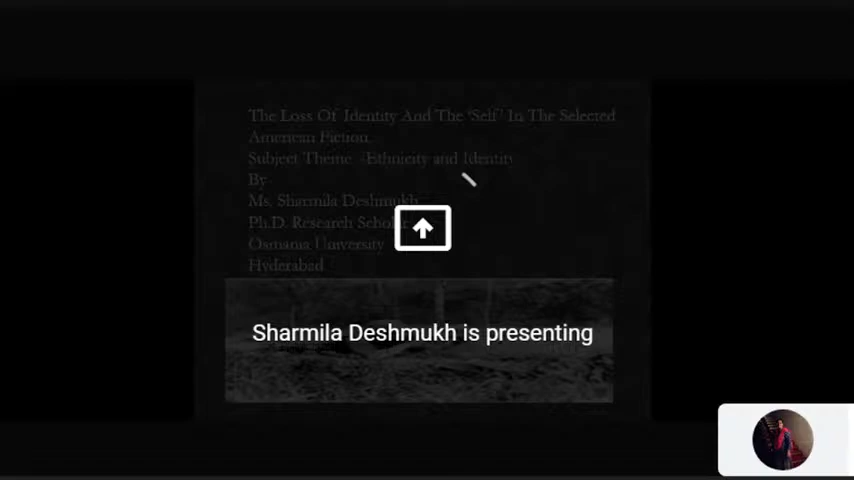 The Loss Of Identity And The 'Self' In The Selected
American Fiction.
Subject Theme -Ethnicity and Identity
By
Ms. Sharmila Deshmukh
Ph.D. Research Scholar
Osmania University
Hyderabad
Sharmila Deshmukh is presenting